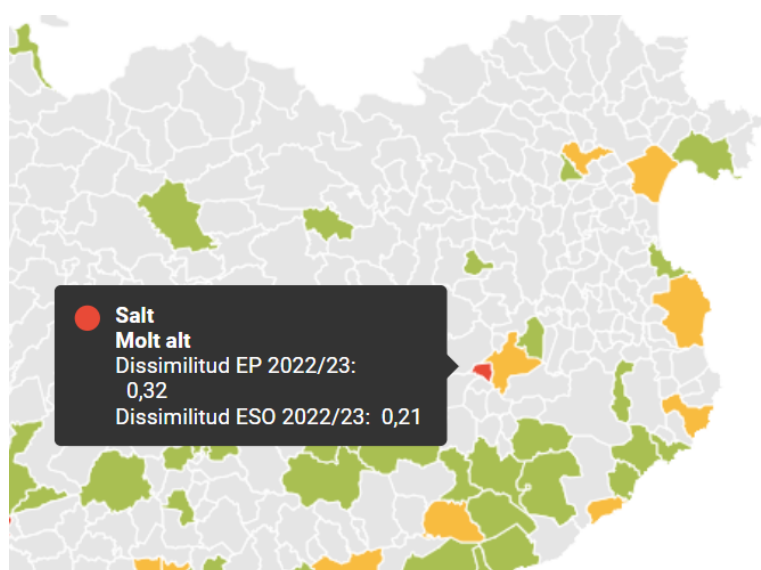 Salt
Molt alt
Dissimilitud EP 2022/23:
0,32
Dissimilitud ESO 2022/23: 0,21